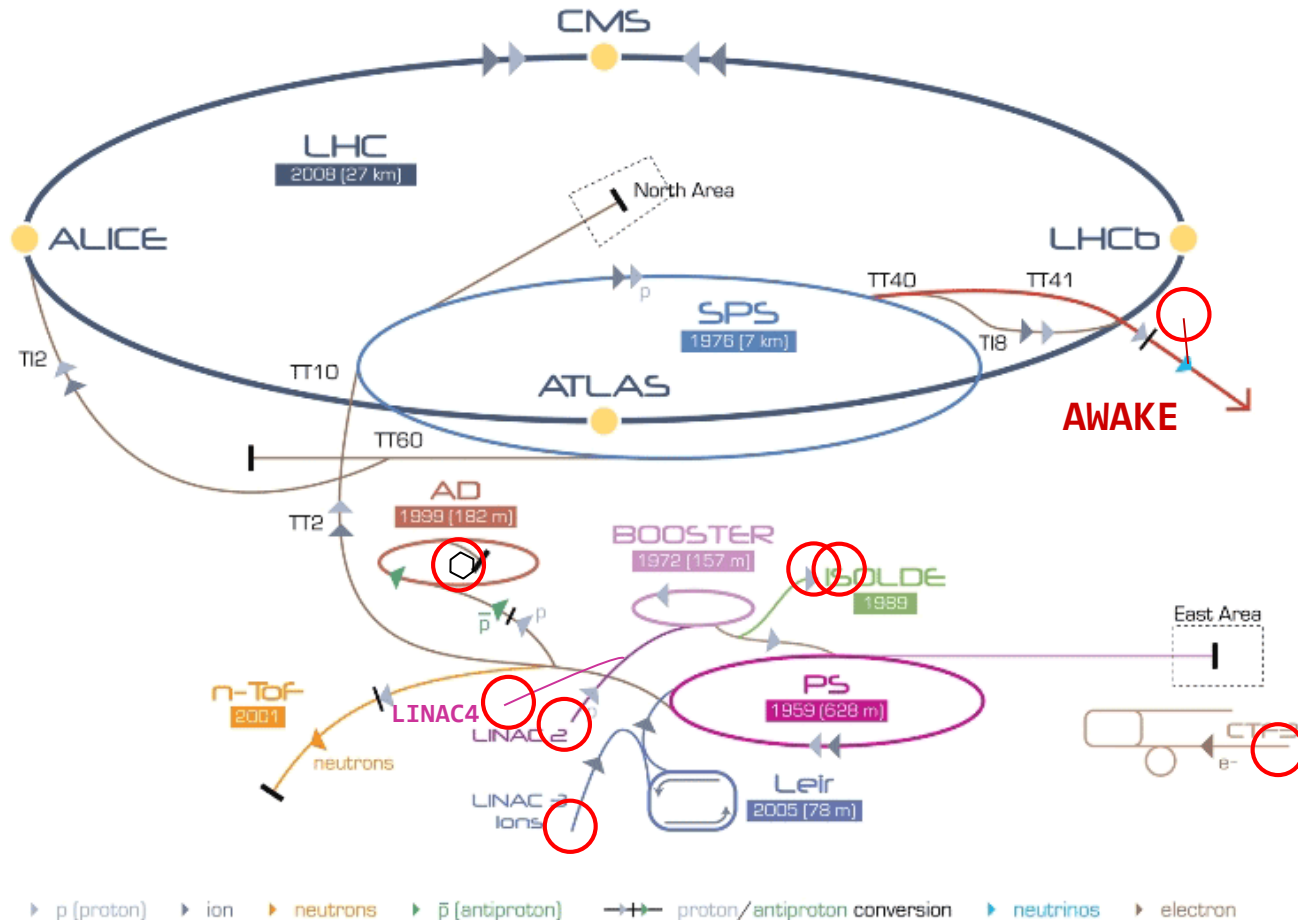 CMS
LHC
2008 (27 km)
North Area
ALICE
LHCb
TT40
TT41
p
SPS
1976 (7 km)
TI2
TI8
TT10
ATLAS
AWAKE
TT60
AD
1999 (182 m)
TT2
BOOSTER
1972 (157 m)
ISOLDE
1989
p̅
p
East Area
n-ToF
2001
PS
1959 (628 m)
LINAC4
LINAC 2
CTF3
neutrons
e-
Leir
2005 (78 m)
LINAC 3
Ions
p (proton)
ion
neutrons
p̅ (antiproton)
proton/antiproton conversion
neutrinos
electron